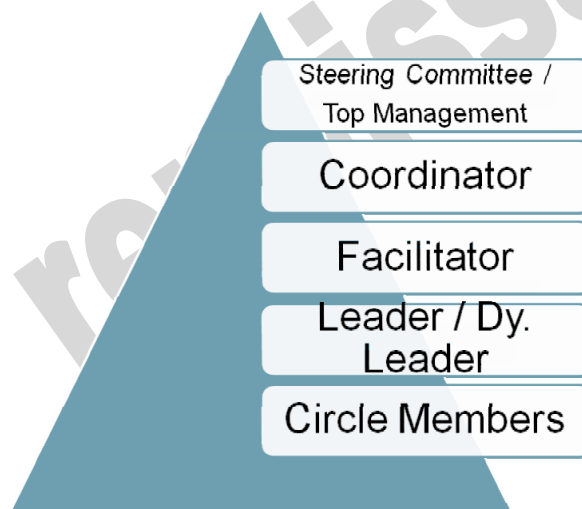 Steering Committee /
Top Management
Coordinator
Facilitator
Leader / Dy.
Leader
Circle Members